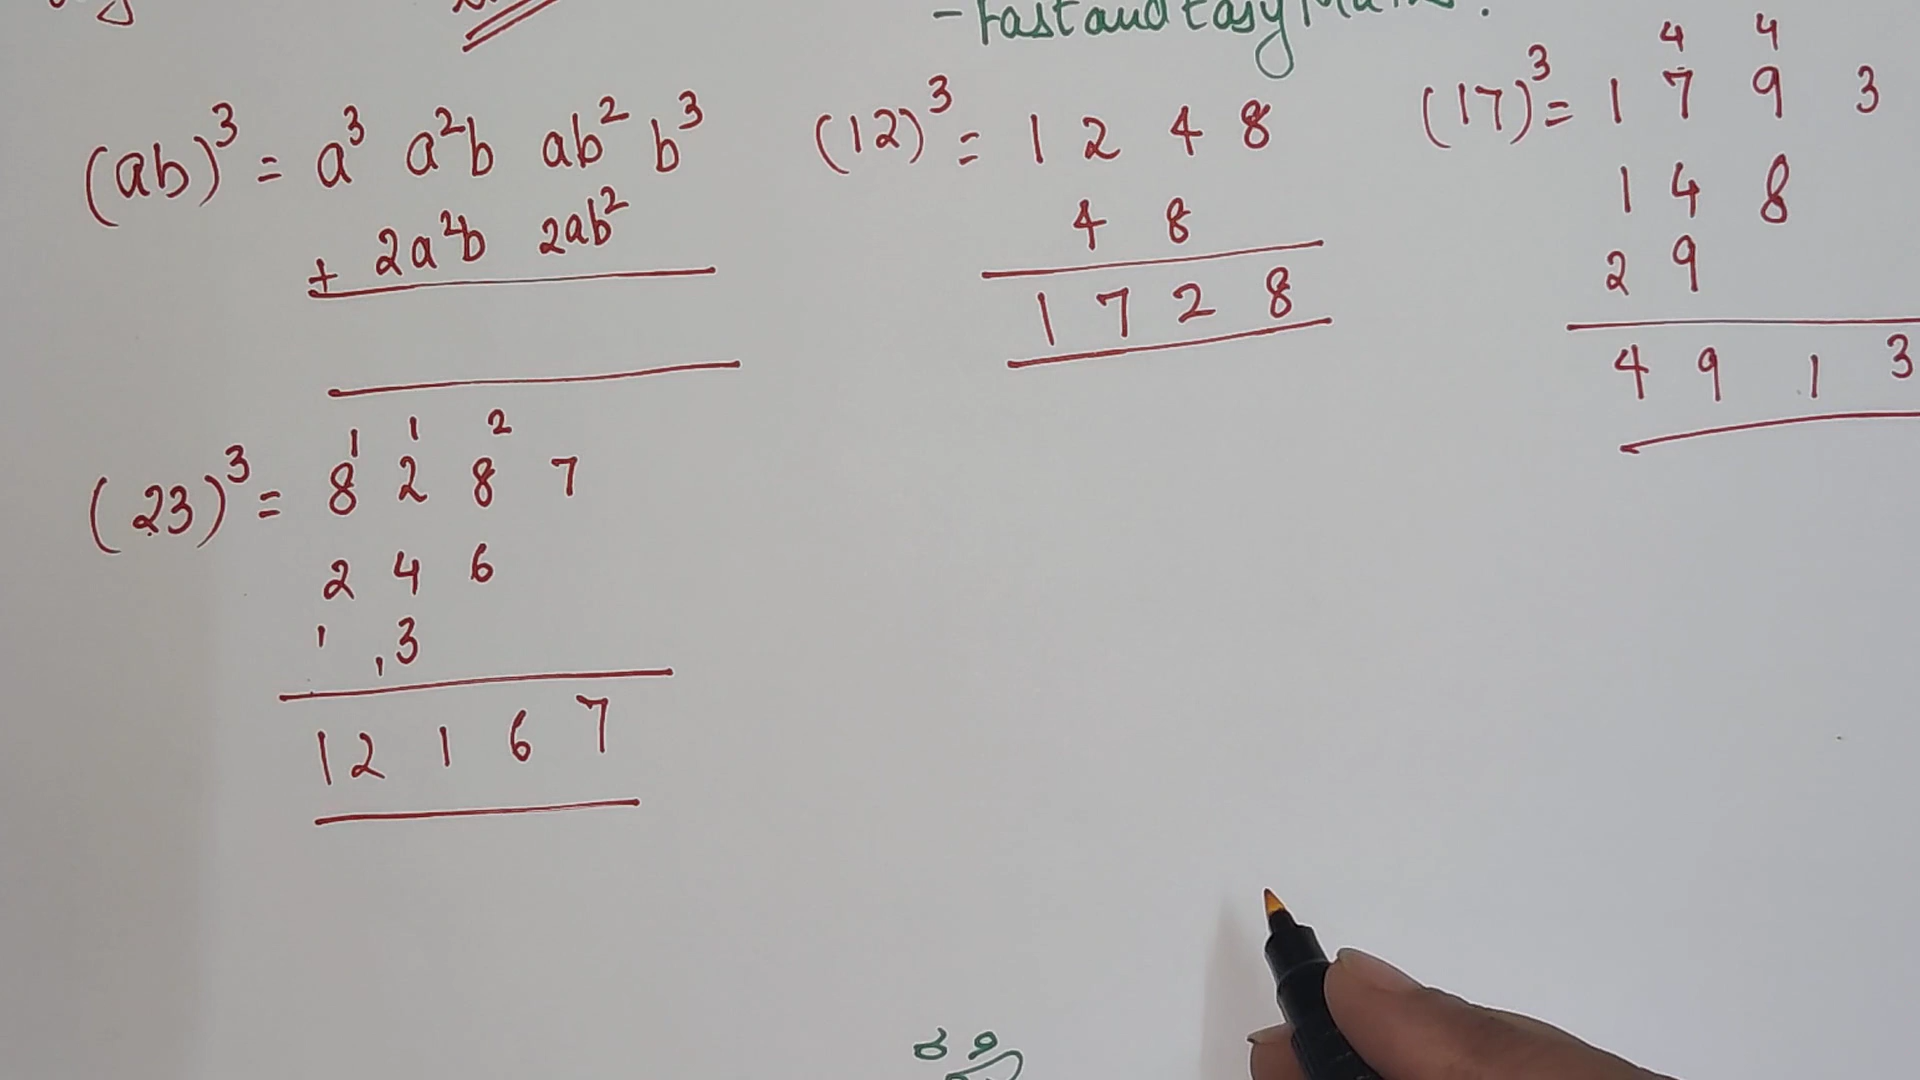 - Fast and Easy Maths.
(ab)³ = a³ a²b ab² b³
+ 2a²b 2ab²
(12)³ = 1 2 4 8
4 8
1 7 2 8
4 4
(17)³ = 1 7 9 3
1 4 8
2 9
4 9 1 3
1 1 2
(23)³ = 8 2 8 7
2 4 6
1 , 3
12 1 6 7